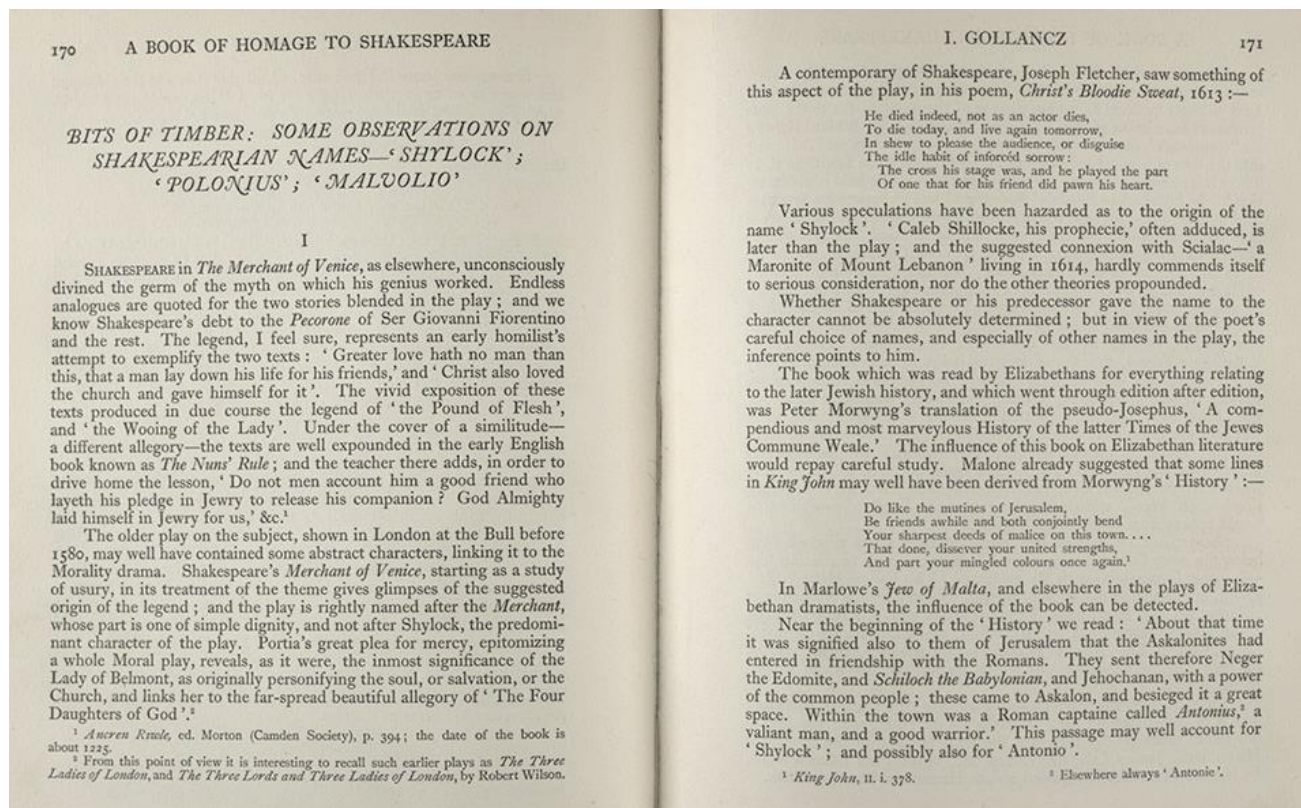 170 A BOOK OF HOMAGE TO SHAKESPEARE
BITS OF TIMBER: SOME OBSERVATIONS ON
SHAKESPEARIAN NAMES—‘SHYLOCK’;
‘POLONIUS’; ‘MALVOLIO’
I
SHAKESPEARE in The Merchant of Venice, as elsewhere, unconsciously
divined the germ of the myth on which his genius worked. Endless
analogues are quoted for the two stories blended in the play; and we
know Shakespeare's debt to the Pecorone of Ser Giovanni Fiorentino
and the rest. The legend, I feel sure, represents an early homilist's
attempt to exemplify the two texts: ‘Greater love hath no man than
this, that a man lay down his life for his friends,’ and ‘Christ also loved
the church and gave himself for it’. The vivid exposition of these
texts produced in due course the legend of ‘the Pound of Flesh’,
and ‘the Wooing of the Lady’. Under the cover of a similitude—
a different allegory—the texts are well expounded in the early English
book known as The Nuns' Rule; and the teacher there adds, in order to
drive home the lesson, ‘Do not men account him a good friend who
layeth his pledge in Jewry to release his companion? God Almighty
laid himself in Jewry for us,’ &c.¹
The older play on the subject, shown in London at the Bull before
1580, may well have contained some abstract characters, linking it to the
Morality drama. Shakespeare's Merchant of Venice, starting as a study
of usury, in its treatment of the theme gives glimpses of the suggested
origin of the legend; and the play is rightly named after the Merchant,
whose part is one of simple dignity, and not after Shylock, the predomi-
nant character of the play. Portia's great plea for mercy, epitomizing
a whole Moral play, reveals, as it were, the inmost significance of the
Lady of Belmont, as originally personifying the soul, or salvation, or the
Church, and links her to the far-spread beautiful allegory of ‘The Four
Daughters of God’.²
¹ Ancren Riwle, ed. Morton (Camden Society), p. 394; the date of the book is
about 1225.
² From this point of view it is interesting to recall such earlier plays as The Three
Ladies of London, and The Three Lords and Three Ladies of London, by Robert Wilson.
I. GOLLANCZ 171
A contemporary of Shakespeare, Joseph Fletcher, saw something of
this aspect of the play, in his poem, Christ's Bloodie Sweat, 1613:—
He died indeed, not as an actor dies,
To die today, and live again tomorrow,
In shew to please the audience, or disguise
The idle habit of inforcéd sorrow:
The cross his stage was, and he played the part
Of one that for his friend did pawn his heart.
Various speculations have been hazarded as to the origin of the
name ‘Shylock’. ‘Caleb Shillocke, his prophecie,’ often adduced, is
later than the play; and the suggested connexion with Scialac—‘a
Maronite of Mount Lebanon’ living in 1614, hardly commends itself
to serious consideration, nor do the other theories propounded.
Whether Shakespeare or his predecessor gave the name to the
character cannot be absolutely determined; but in view of the poet's
careful choice of names, and especially of other names in the play, the
inference points to him.
The book which was read by Elizabethans for everything relating
to the later Jewish history, and which went through edition after edition,
was Peter Morwyng's translation of the pseudo-Josephus, ‘A com-
pendious and most marveylous History of the latter Times of the Jewes
Commune Weale.’ The influence of this book on Elizabethan literature
would repay careful study. Malone already suggested that some lines
in King John may well have been derived from Morwyng's ‘History’:—
Do like the mutines of Jerusalem,
Be friends awhile and both conjointly bend
Your sharpest deeds of malice on this town. . . .
That done, dissever your united strengths,
And part your mingled colours once again.¹
In Marlowe's Jew of Malta, and elsewhere in the plays of Eliza-
bethan dramatists, the influence of the book can be detected.
Near the beginning of the ‘History’ we read: ‘About that time
it was signified also to them of Jerusalem that the Askalonites had
entered in friendship with the Romans. They sent therefore Neger
the Edomite, and Schiloch the Babylonian, and Jehochanan, with a power
of the common people; these came to Askalon, and besieged it a great
space. Within the town was a Roman captaine called Antonius,² a
valiant man, and a good warrior.’ This passage may well account for
‘Shylock’; and possibly also for ‘Antonio’.
¹ King John, II. i. 378. ² Elsewhere always ‘Antonie’.